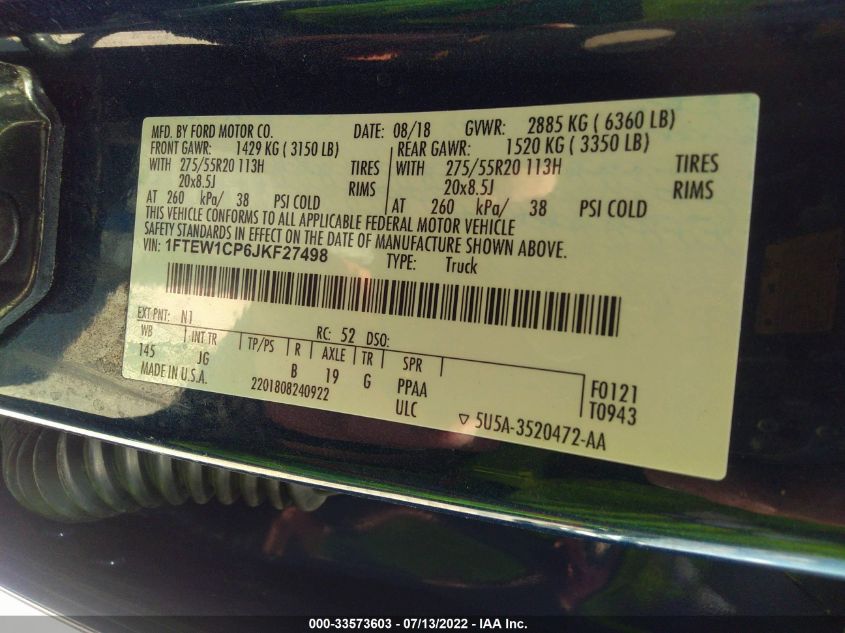 MFD. BY FORD MOTOR CO. DATE: 08/18 GVWR: 2885 KG ( 6360 LB)
FRONT GAWR: 1429 KG ( 3150 LB) REAR GAWR: 1520 KG ( 3350 LB)
WITH 275/55R20 113H TIRES WITH 275/55R20 113H TIRES
20x8.5J RIMS 20x8.5J RIMS
AT 260 kPa/ 38 PSI COLD AT 260 kPa/ 38 PSI COLD
THIS VEHICLE CONFORMS TO ALL APPLICABLE FEDERAL MOTOR VEHICLE
SAFETY STANDARDS IN EFFECT ON THE DATE OF MANUFACTURE SHOWN ABOVE.
VIN: 1FTEW1CP6JKF27498 TYPE: Truck
EXT PNT: N1 RC: 52 DSO:
WB INT TR TP/PS R AXLE TR SPR
145 JG B 19 G PPAA F0121
MADE IN U.S.A. 2201808240922 ULC T0943
▽ 5U5A-3520472-AA
000-33573603 / 07/13/2022 - IAA Inc.